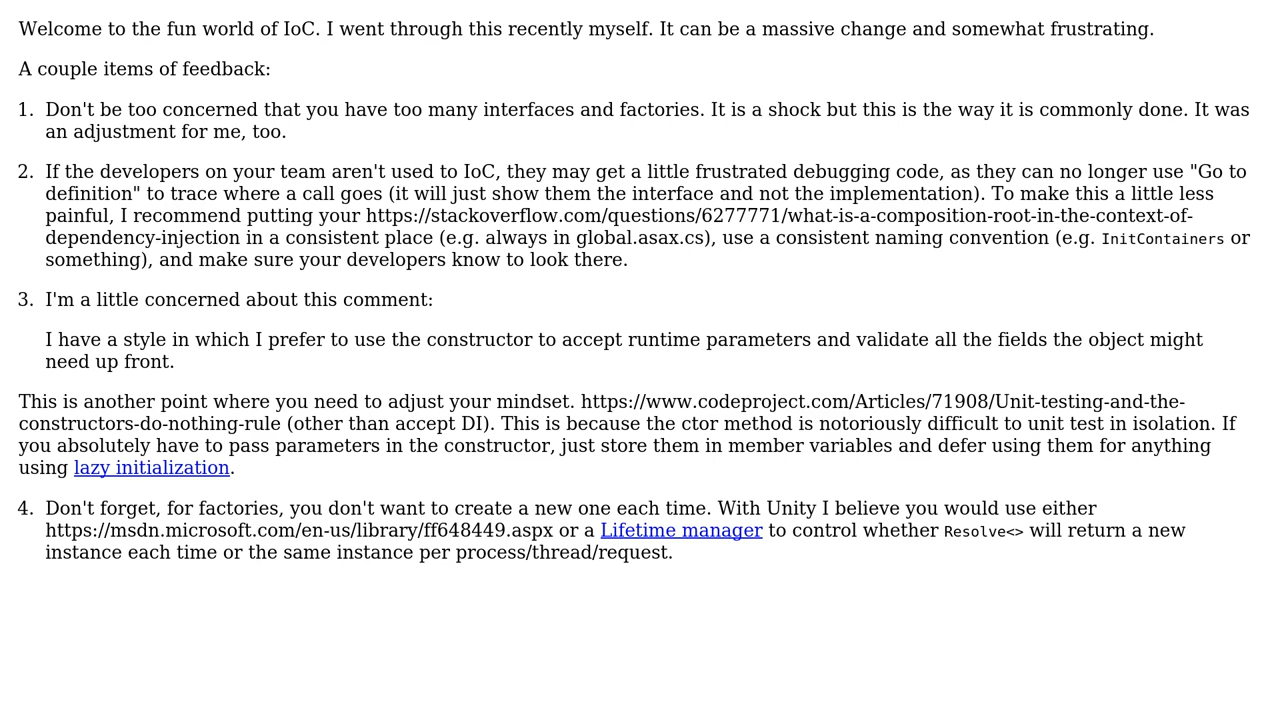 Welcome to the fun world of IoC. I went through this recently myself. It can be a massive change and somewhat frustrating.
A couple items of feedback:
1. Don't be too concerned that you have too many interfaces and factories. It is a shock but this is the way it is commonly done. It was
an adjustment for me, too.
2. If the developers on your team aren't used to IoC, they may get a little frustrated debugging code, as they can no longer use "Go to
definition" to trace where a call goes (it will just show them the interface and not the implementation). To make this a little less
painful, I recommend putting your https://stackoverflow.com/questions/6277771/what-is-a-composition-root-in-the-context-of-
dependency-injection in a consistent place (e.g. always in global.asax.cs), use a consistent naming convention (e.g. InitContainers or
something), and make sure your developers know to look there.
3. I'm a little concerned about this comment:
I have a style in which I prefer to use the constructor to accept runtime parameters and validate all the fields the object might
need up front.
This is another point where you need to adjust your mindset. https://www.codeproject.com/Articles/71908/Unit-testing-and-the-
constructors-do-nothing-rule (other than accept DI). This is because the ctor method is notoriously difficult to unit test in isolation. If
you absolutely have to pass parameters in the constructor, just store them in member variables and defer using them for anything
using lazy initialization.
4. Don't forget, for factories, you don't want to create a new one each time. With Unity I believe you would use either
https://msdn.microsoft.com/en-us/library/ff648449.aspx or a Lifetime manager to control whether Resolve<> will return a new
instance each time or the same instance per process/thread/request.